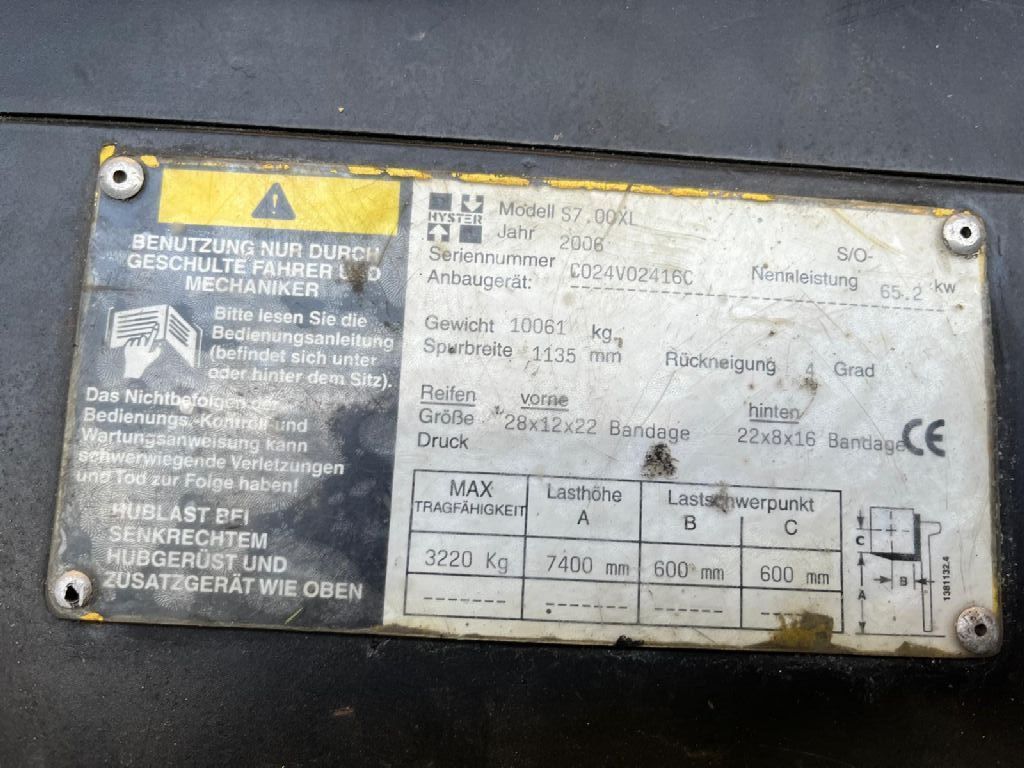 BENUTZUNG NUR DURCH
GESCHULTE FAHRER UND
MECHANIKER
Bitte lesen Sie die
Bedienungsanleitung
(befindet sich unter
oder hinter dem Sitz).
Das Nichtbefolgen der
Bedienungs,-Kontroll und
Wartungsanweisung kann
schwerwiegende Verletzungen
und Tod zur Folge haben!
HUBLAST BEI
SENKRECHTEM
HUBGERÜST UND
ZUSATZGERÄT WIE OBEN
HYSTER
Modell S7.00XL
Jahr 2006 S/O-
Seriennummer C024V02416C Nennleistung 65.2 kw
Anbaugerät:
Gewicht 10061 kg
Spurbreite 1135 mm Rückneigung 4 Grad
Reifen vorne hinten
Größe 28x12x22 Bandage 22x8x16 Bandage CE
Druck
MAX TRAGFÄHIGKEIT Lasthöhe A Lastschwerpunkt B C
3220 Kg 7400 mm 600 mm 600 mm
C B A
1381132.4